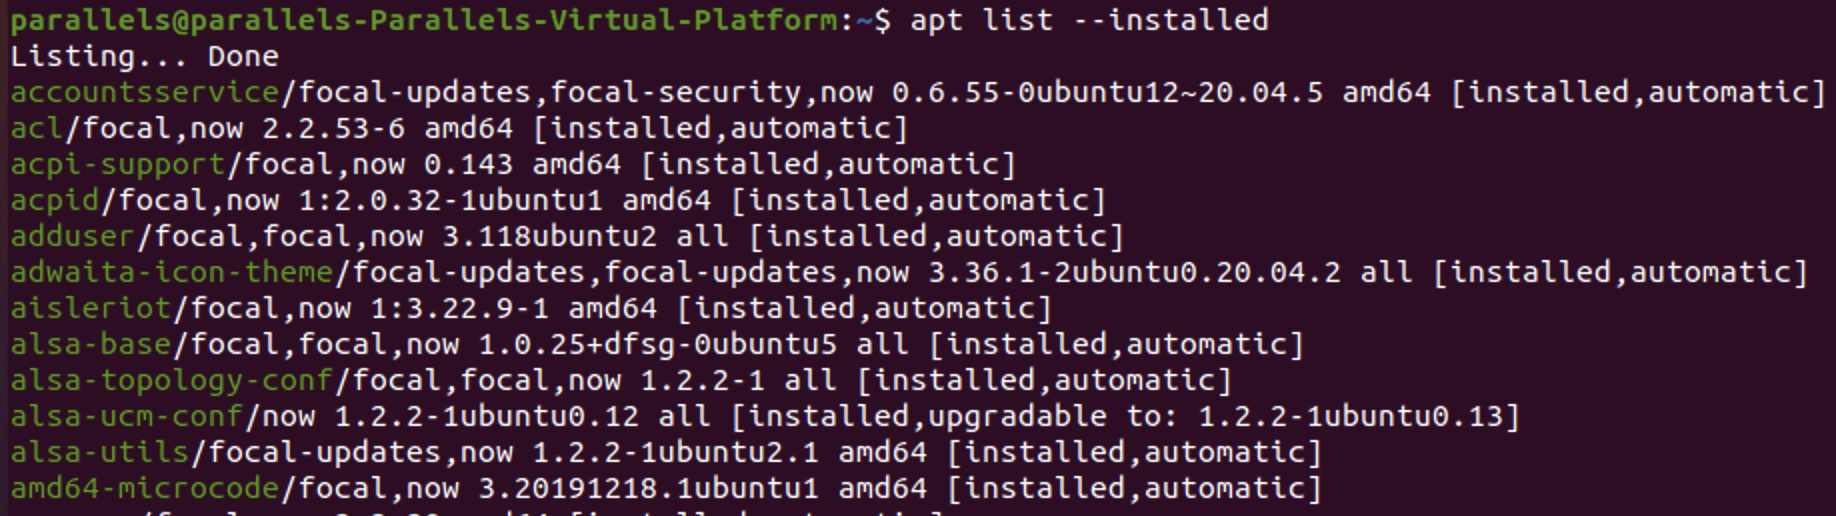 parallels@parallels-Parallels-Virtual-Platform:~$ apt list --installed
Listing... Done
accountsservice/focal-updates,focal-security,now 0.6.55-0ubuntu12~20.04.5 amd64 [installed,automatic]
acl/focal,now 2.2.53-6 amd64 [installed,automatic]
acpi-support/focal,now 0.143 amd64 [installed,automatic]
acpid/focal,now 1:2.0.32-1ubuntu1 amd64 [installed,automatic]
adduser/focal,focal,now 3.118ubuntu2 all [installed,automatic]
adwaita-icon-theme/focal-updates,focal-updates,now 3.36.1-2ubuntu0.20.04.2 all [installed,automatic]
aisleriot/focal,now 1:3.22.9-1 amd64 [installed,automatic]
alsa-base/focal,focal,now 1.0.25+dfsg-0ubuntu5 all [installed,automatic]
alsa-topology-conf/focal,focal,now 1.2.2-1 all [installed,automatic]
alsa-ucm-conf/now 1.2.2-1ubuntu0.12 all [installed,upgradable to: 1.2.2-1ubuntu0.13]
alsa-utils/focal-updates,now 1.2.2-1ubuntu2.1 amd64 [installed,automatic]
amd64-microcode/focal,now 3.20191218.1ubuntu1 amd64 [installed,automatic]